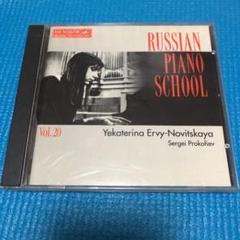 RUSSIAN
PIANO
SCHOOL
Vol. 20
Yekaterina Ervy-Novitskaya
Sergei Prokofiev